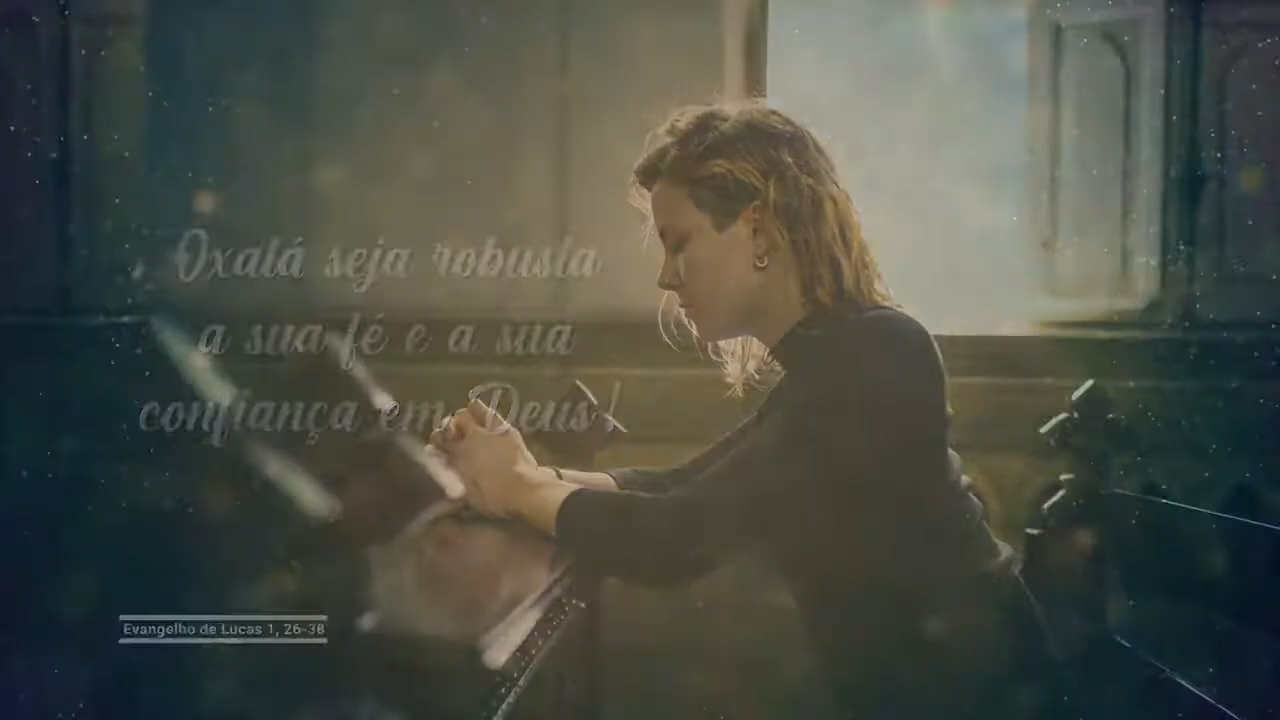 Oxalá seja robusta
a sua fé e a sua
confiança em Deus!
Evangelho de Lucas 1, 26-38